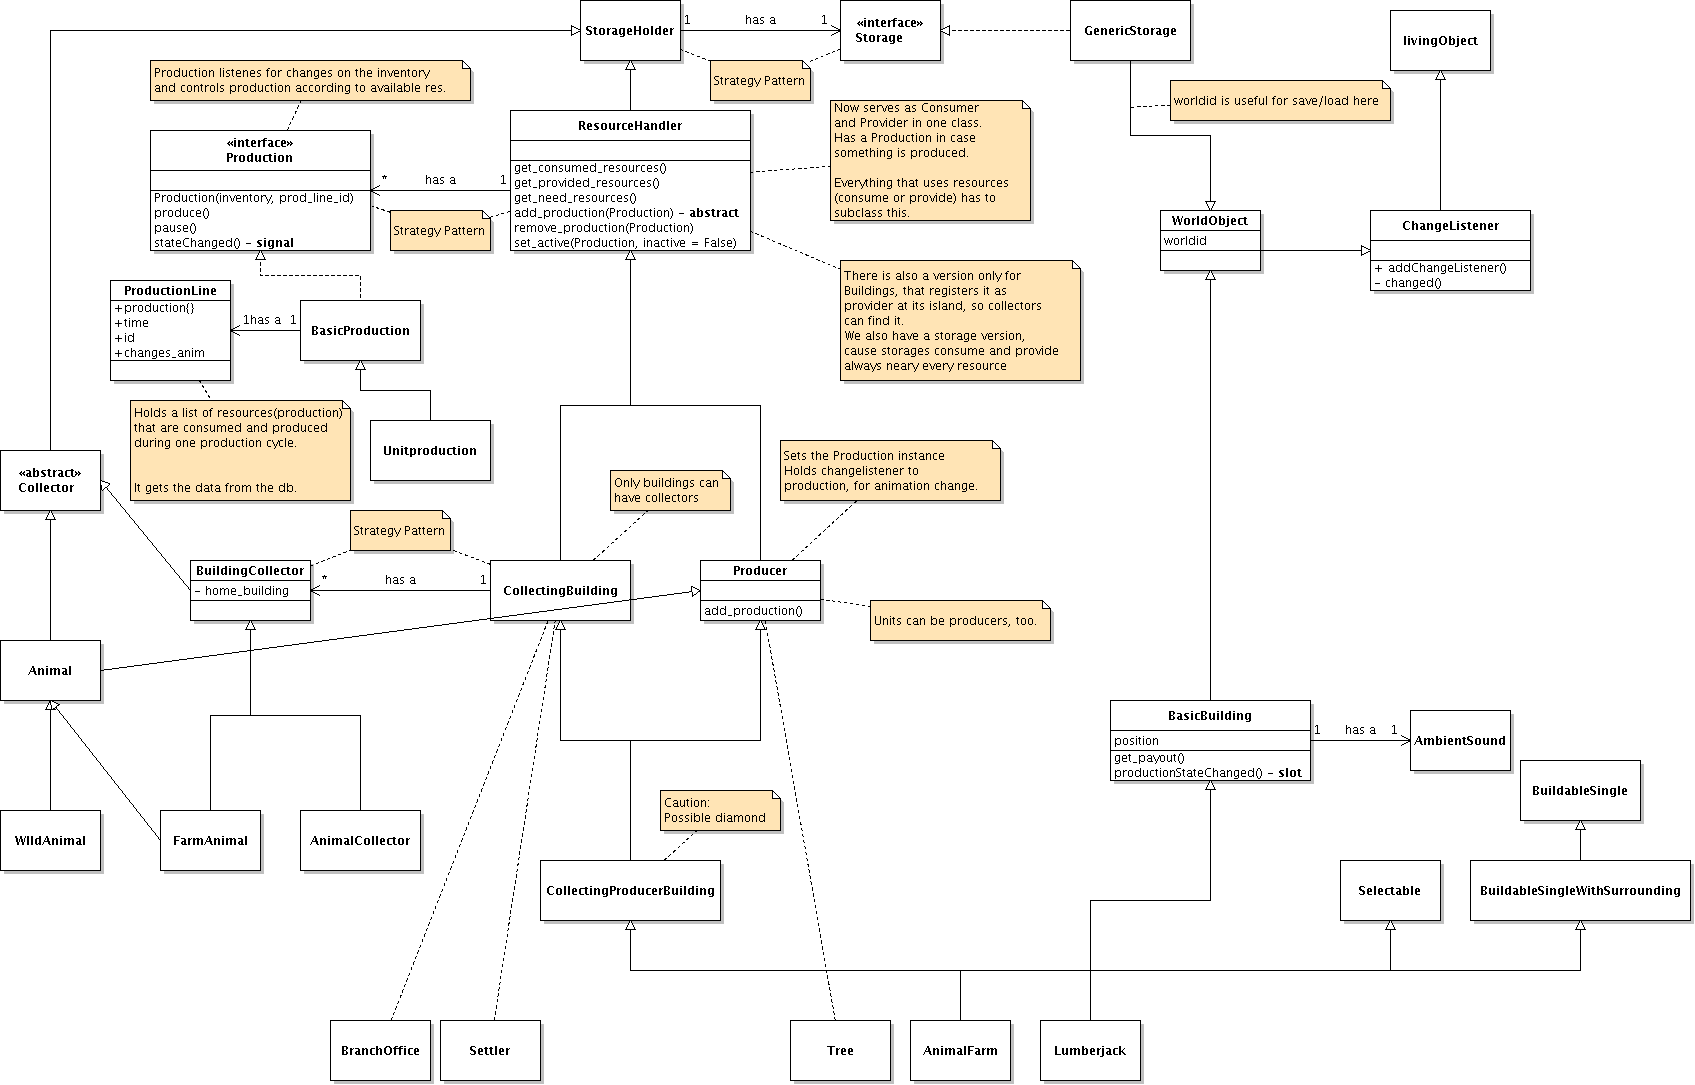 StorageHolder
1
has a
1
«interface»
Storage
GenericStorage
livingObject
Strategy Pattern
Production listenes for changes on the inventory
and controls production according to available res.
worldid is useful for save/load here
Now serves as Consumer
and Provider in one class.
Has a Production in case
something is produced.
Everything that uses resources
(consume or provide) has to
subclass this.
ResourceHandler
get_consumed_resources()
get_provided_resources()
get_need_resources()
add_production(Production) - abstract
remove_production(Production)
set_active(Production, inactive = False)
«interface»
Production
Production(inventory, prod_line_id)
produce()
pause()
stateChanged() - signal
*
has a
1
Strategy Pattern
WorldObject
worldid
ChangeListener
+ addChangeListener()
- changed()
There is also a version only for
Buildings, that registers it as
provider at its island, so collectors
can find it.
We also have a storage version,
cause storages consume and provide
always neary every resource
ProductionLine
+production{}
+time
+id
+changes_anim
1
has a
1
BasicProduction
Holds a list of resources(production)
that are consumed and produced
during one production cycle.
It gets the data from the db.
Unitproduction
«abstract»
Collector
Sets the Production instance
Holds changelistener to
production, for animation change.
Only buildings can
have collectors
Strategy Pattern
BuildingCollector
- home_building
*
has a
1
CollectingBuilding
Producer
add_production()
Units can be producers, too.
Animal
BasicBuilding
position
get_payout()
productionStateChanged() - slot
1
has a
1
AmbientSound
BuildableSingle
WIldAnimal
FarmAnimal
AnimalCollector
Caution:
Possible diamond
CollectingProducerBuilding
Selectable
BuildableSingleWithSurrounding
BranchOffice
Settler
Tree
AnimalFarm
Lumberjack